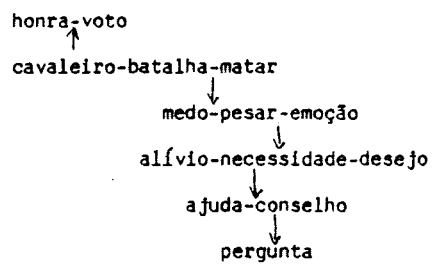 honra-voto
cavaleiro-batalha-matar
medo-pesar-emoção
alívio-necessidade-desejo
ajuda-conselho
pergunta